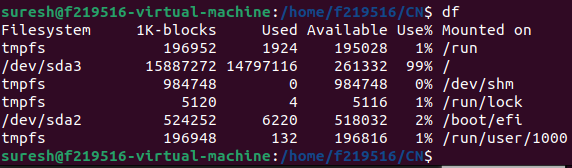 suresh@f219516-virtual-machine:/home/f219516/CN$ df
Filesystem     1K-blocks     Used Available Use% Mounted on
tmpfs             196952     1924    195028   1% /run
/dev/sda3       15887272 14797116    261332  99% /
tmpfs             984748        0    984748   0% /dev/shm
tmpfs               5120        4      5116   1% /run/lock
/dev/sda2         524252     6220    518032   2% /boot/efi
tmpfs             196948      132    196816   1% /run/user/1000
suresh@f219516-virtual-machine:/home/f219516/CN$